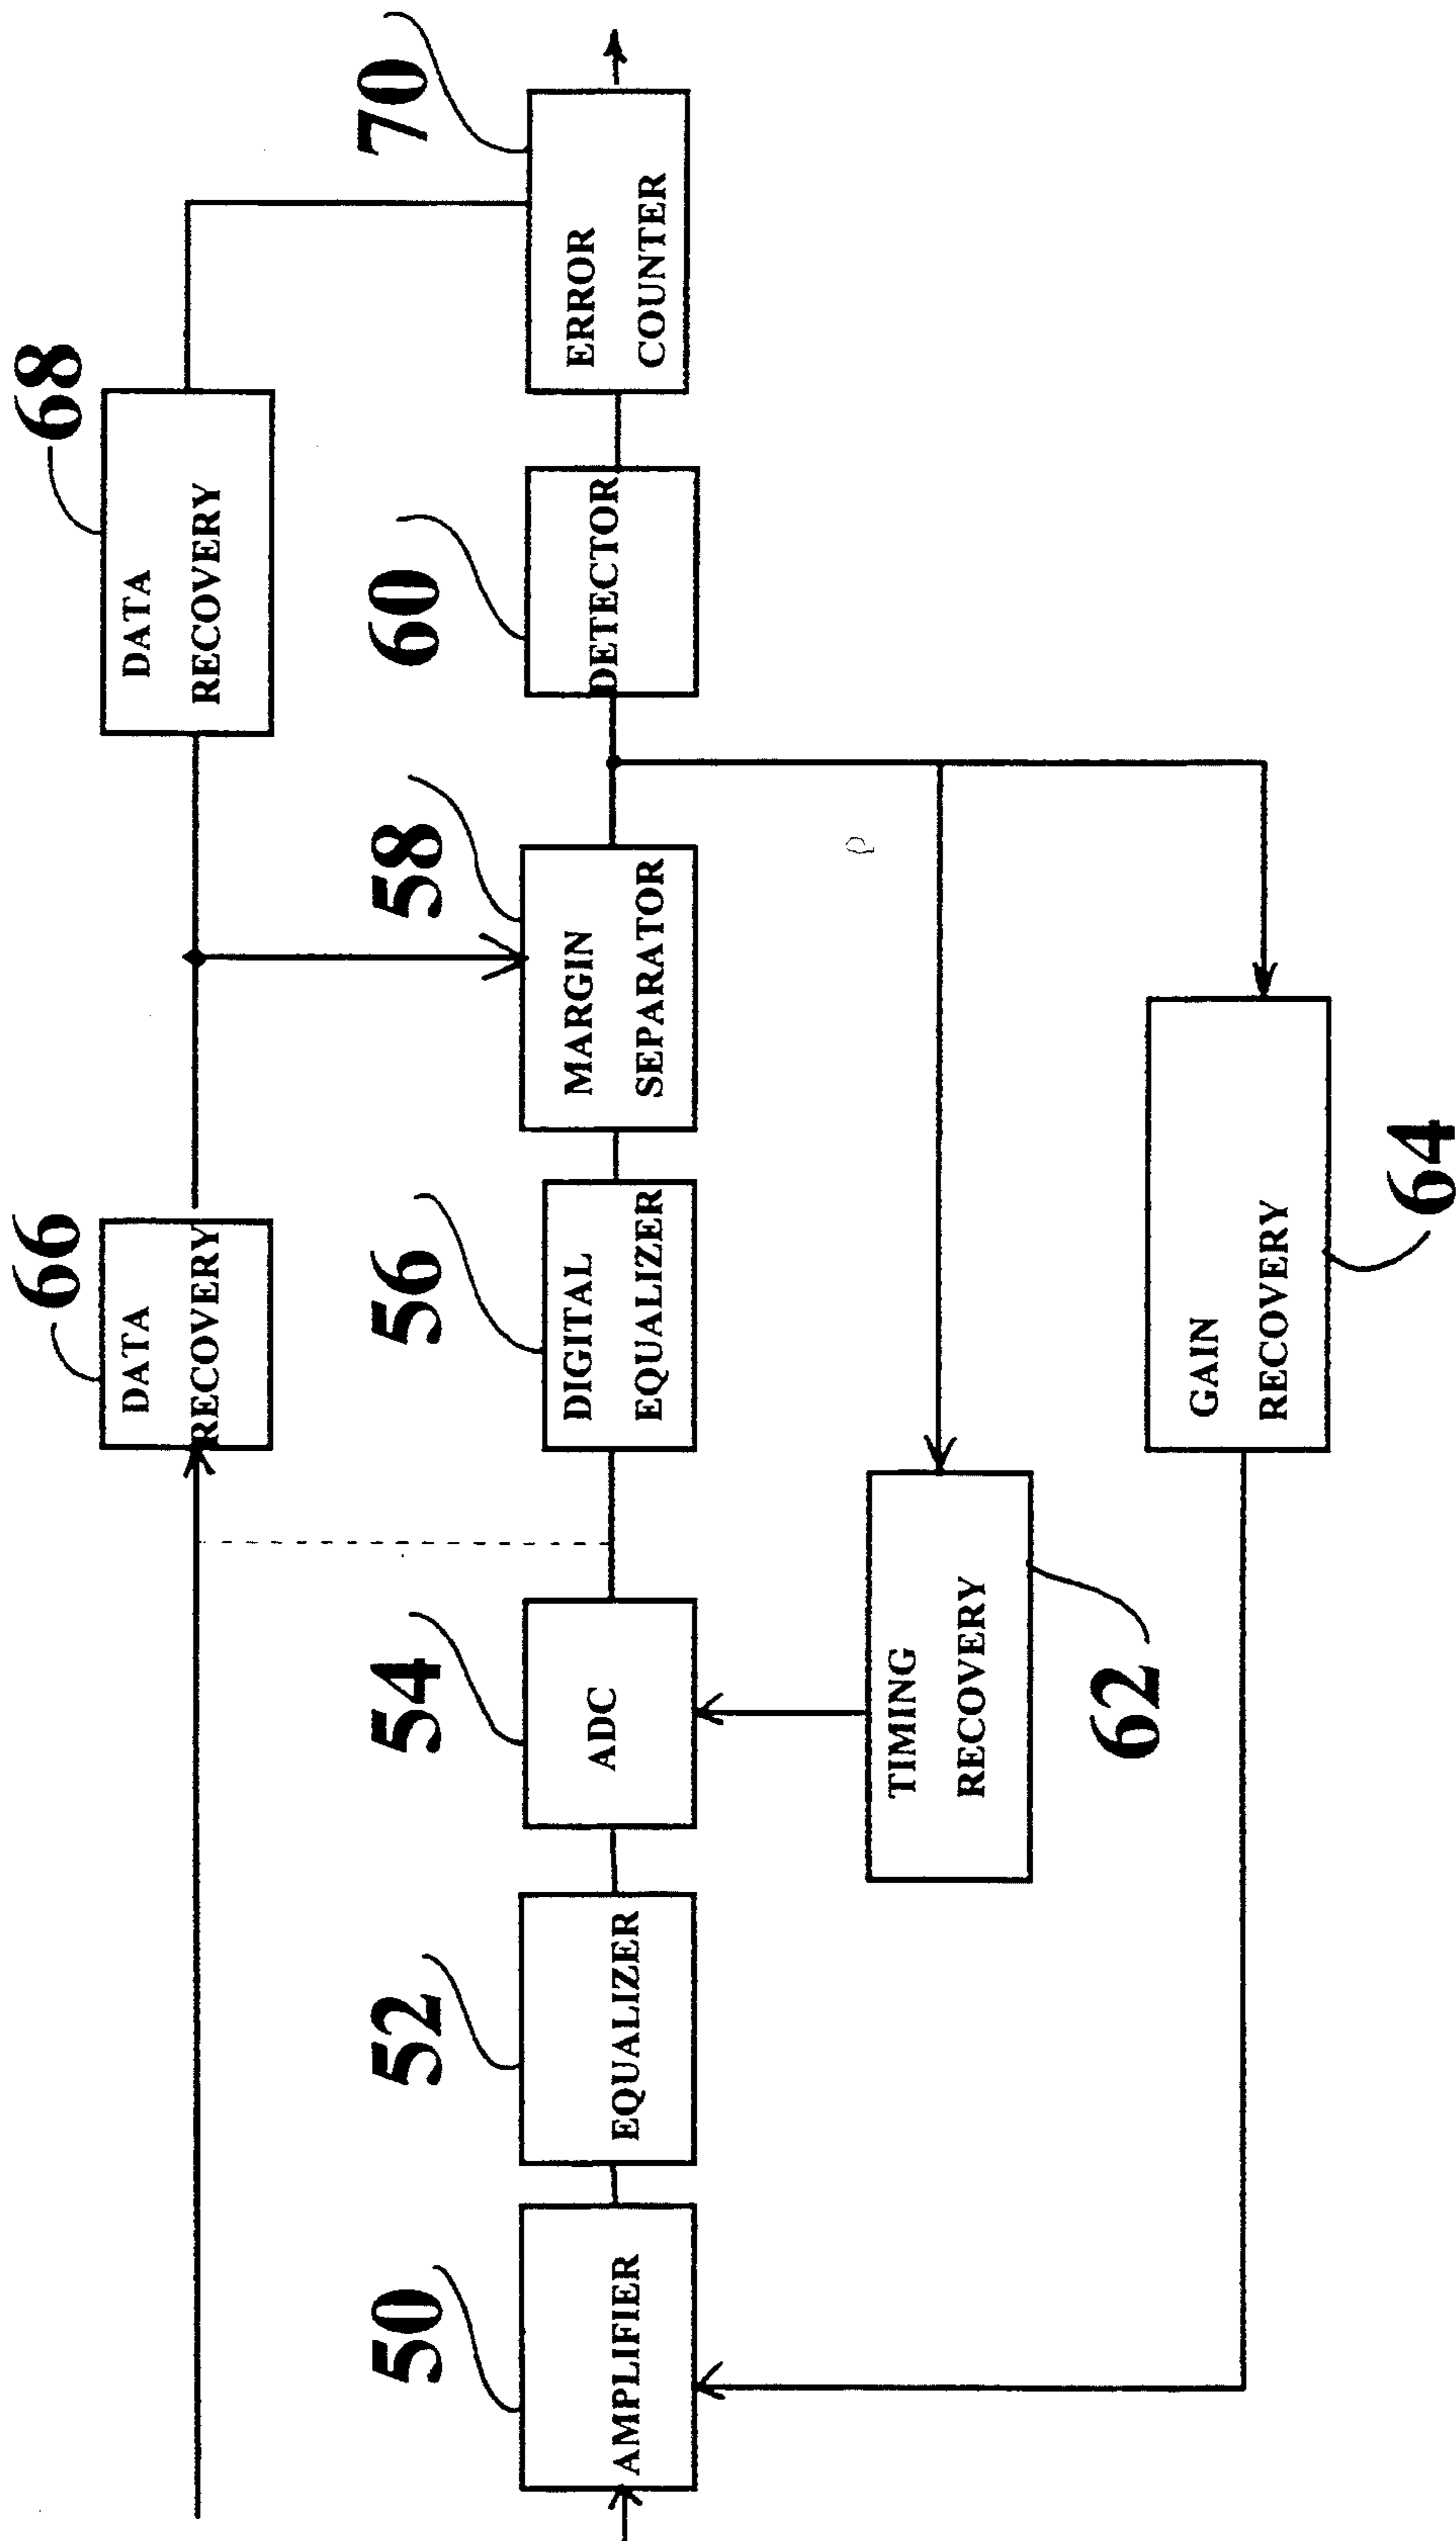 66
DATA
RECOVERY
68
DATA
RECOVERY
50
AMPLIFIER
52
EQUALIZER
54
ADC
56
DIGITAL
EQUALIZER
58
MARGIN
SEPARATOR
60
DETECTOR
70
ERROR
COUNTER
TIMING
RECOVERY
62
GAIN
RECOVERY
64